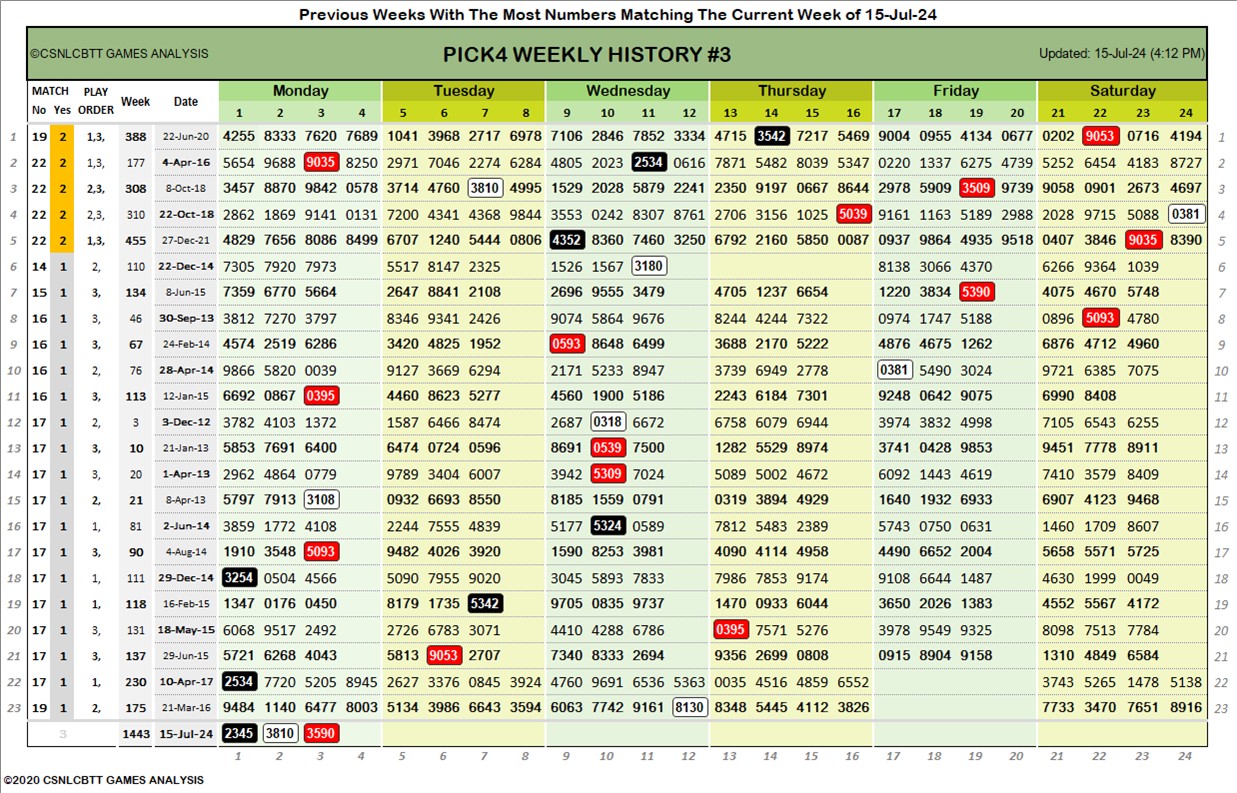 Previous Weeks With The Most Numbers Matching The Current Week of 15-Jul-24
©CSNLCBTT GAMES ANALYSIS PICK4 WEEKLY HISTORY #3 Updated: 15-Jul-24 (4:12 PM)
MATCH PLAY Week Date Monday Tuesday Wednesday Thursday Friday Saturday
No Yes ORDER 1 2 3 4 5 6 7 8 9 10 11 12 13 14 15 16 17 18 19 20 21 22 23 24
1 19 2 1,3, 388 22-Jun-20 4255 8333 7620 7689 1041 3968 2717 6978 7106 2846 7852 3334 4715 3542 7217 5469 9004 0955 4134 0677 0202 9053 0716 4194 1
2 22 2 1,3, 177 4-Apr-16 5654 9688 9035 8250 2971 7046 2274 6284 4805 2023 2534 0616 7871 5482 8039 5347 0220 1337 6275 4739 5252 6454 4183 8727 2
3 22 2 2,3, 308 8-Oct-18 3457 8870 9842 0578 3714 4760 3810 4995 1529 2028 5879 2241 2350 9197 0667 8644 2978 5909 3509 9739 9058 0901 2673 4697 3
4 22 2 2,3, 310 22-Oct-18 2862 1869 9141 0131 7200 4341 4368 9844 3553 0242 8307 8761 2706 3156 1025 5039 9161 1163 5189 2988 2028 9715 5088 0381 4
5 22 2 1,3, 455 27-Dec-21 4829 7656 8086 8499 6707 1240 5444 0806 4352 8360 7460 3250 6792 2160 5850 0087 0937 9864 4935 9518 0407 3846 9035 8390 5
6 14 1 2, 110 22-Dec-14 7305 7920 7973 5517 8147 2325 1526 1567 3180 8138 3066 4370 6266 9364 1039 6
7 15 1 3, 134 8-Jun-15 7359 6770 5664 2647 8841 2108 2696 9555 3479 4705 1237 6654 1220 3834 5390 4075 4670 5748 7
8 16 1 3, 46 30-Sep-13 3812 7270 3797 8346 9341 2426 9074 5864 9676 8244 4244 7322 0974 1747 5188 0896 5093 4780 8
9 16 1 3, 67 24-Feb-14 4574 2519 6286 3420 4825 1952 0593 8648 6499 3688 2170 5222 4876 4675 1262 6876 4712 4960 9
10 16 1 2, 76 28-Apr-14 9866 5820 0039 9127 3669 6294 2171 5233 8947 3739 6949 2778 0381 5490 3024 9721 6385 7075 10
11 16 1 3, 113 12-Jan-15 6692 0867 0395 4460 8623 5277 4560 1900 5186 2243 6184 7301 9248 0642 9075 6990 8408 11
12 17 1 2, 3 3-Dec-12 3782 4103 1372 1587 6466 8474 2687 0318 6672 6758 6079 6944 3974 3832 4998 7105 6543 6255 12
13 17 1 3, 10 21-Jan-13 5853 7691 6400 6474 0724 0596 8691 0539 7500 1282 5529 8974 3741 0428 9853 9451 7778 8911 13
14 17 1 3, 20 1-Apr-13 2962 4864 0779 9789 3404 6007 3942 5309 7024 5089 5002 4672 6092 1443 4619 7410 3579 8409 14
15 17 1 2, 21 8-Apr-13 5797 7913 3108 0932 6693 8550 8185 1559 0791 0319 3894 4929 1640 1932 6933 6907 4123 9468 15
16 17 1 1, 81 2-Jun-14 3859 1772 4108 2244 7555 4839 5177 5324 0589 7812 5483 2389 5743 0750 0631 1460 1709 8607 16
17 17 1 3, 90 4-Aug-14 1910 3548 5093 9482 4026 3920 1590 8253 3981 4090 4114 4958 4490 6652 2004 5658 5571 5725 17
18 17 1 1, 111 29-Dec-14 3254 0504 4566 5090 7955 9020 3045 5893 7833 7986 7853 9174 9108 6644 1487 4630 1999 0049 18
19 17 1 1, 118 16-Feb-15 1347 0176 0450 8179 1735 5342 9705 0835 9737 1470 0933 6044 3650 2026 1383 4552 5567 4172 19
20 17 1 3, 131 18-May-15 6068 9517 2492 2726 6783 3071 4410 4288 6786 0395 7571 5276 3978 9549 9325 8098 7513 7784 20
21 17 1 3, 137 29-Jun-15 5721 6268 4043 5813 9053 2707 7340 8333 2694 9356 2699 0808 0915 8904 9158 1310 4849 6584 21
22 17 1 1, 230 10-Apr-17 2534 7720 5205 8945 2627 3376 0845 3924 4760 9691 6536 5363 0035 4516 4859 6552 3743 5265 1478 5138 22
23 19 1 2, 175 21-Mar-16 9484 1140 6477 8003 5134 3986 6643 3594 6063 7742 9161 8130 8348 5445 4112 3826 7733 3470 7651 8916 23
3 1443 15-Jul-24 2345 3810 3590
1 2 3 4 5 6 7 8 9 10 11 12 13 14 15 16 17 18 19 20 21 22 23 24
©2020 CSNLCBTT GAMES ANALYSIS